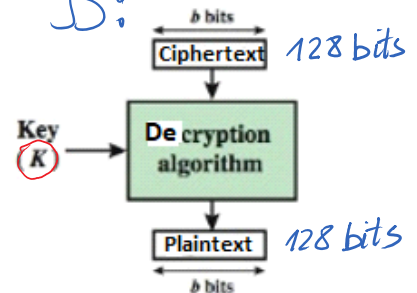 D:
b bits
Ciphertext 128 bits
Key
K
Decryption
algorithm
Plaintext 128 bits
b bits